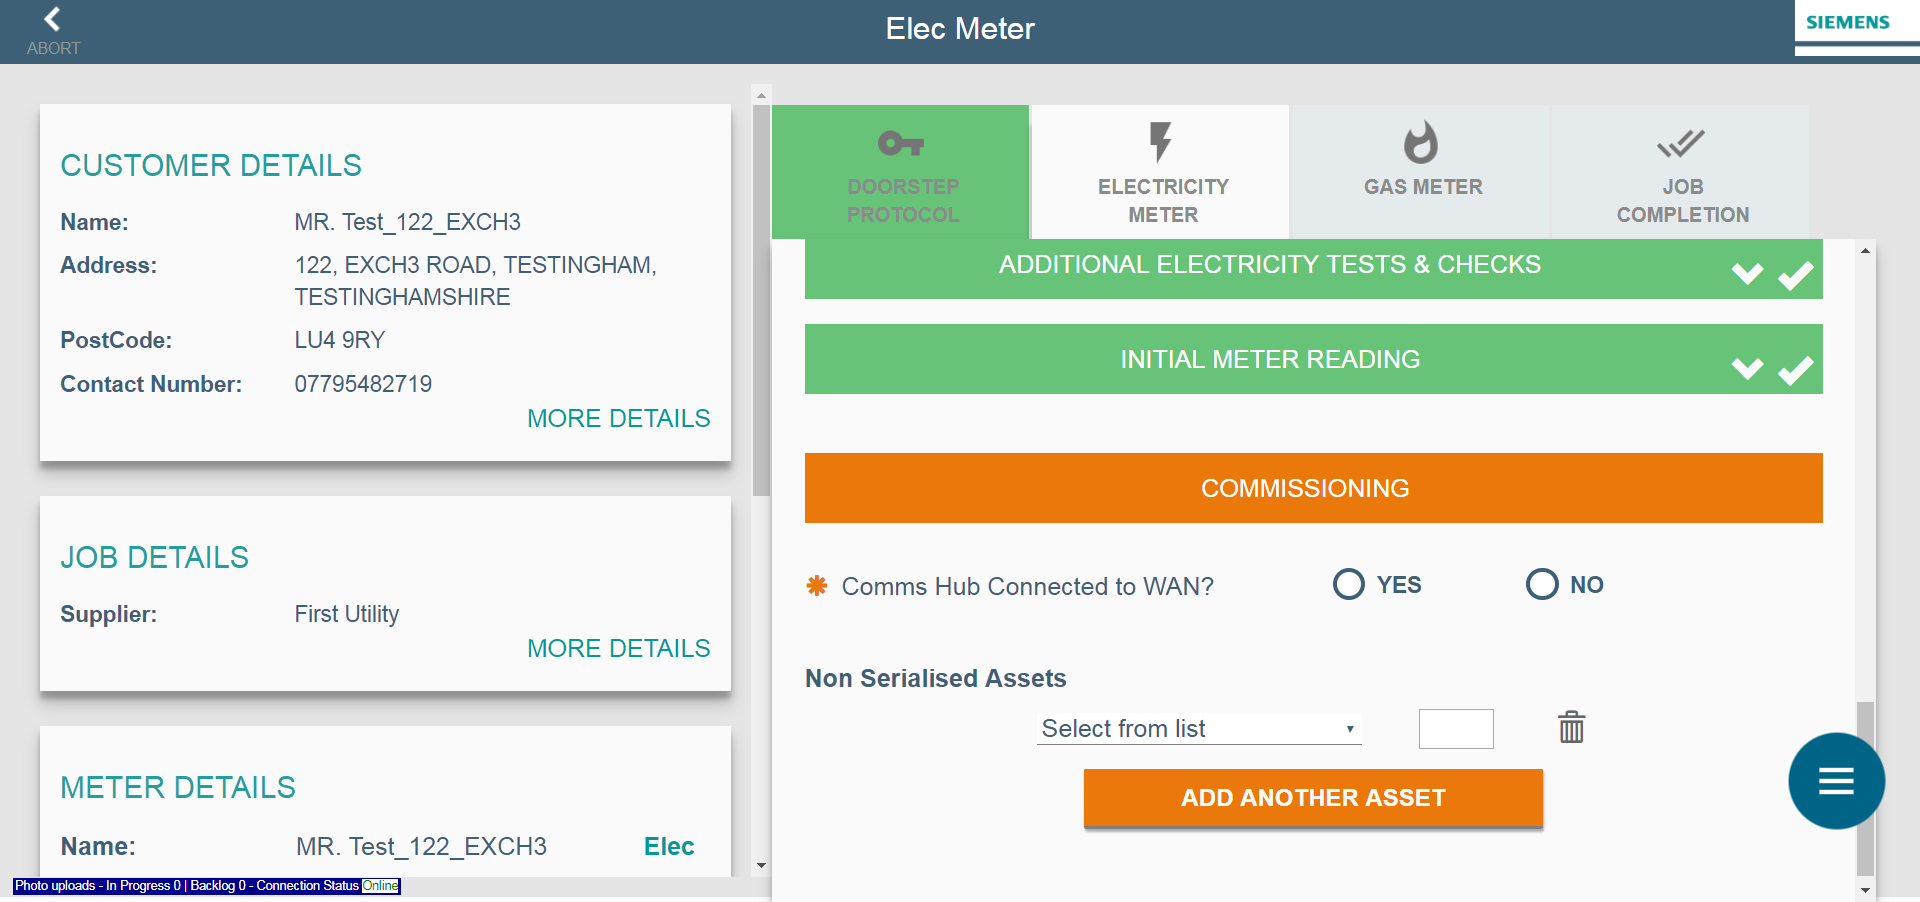 ABORT
Elec Meter
SIEMENS
CUSTOMER DETAILS
Name: MR. Test_122_EXCH3
Address: 122, EXCH3 ROAD, TESTINGHAM,
TESTINGHAMSHIRE
PostCode: LU4 9RY
Contact Number: 07795482719
MORE DETAILS
JOB DETAILS
Supplier: First Utility
MORE DETAILS
METER DETAILS
Name: MR. Test_122_EXCH3 Elec
Photo uploads - In Progress 0 | Backlog 0 - Connection Status Online
DOORSTEP
PROTOCOL
ELECTRICITY
METER
GAS METER
JOB
COMPLETION
ADDITIONAL ELECTRICITY TESTS & CHECKS
INITIAL METER READING
COMMISSIONING
✱ Comms Hub Connected to WAN? YES NO
Non Serialised Assets
Select from list
ADD ANOTHER ASSET